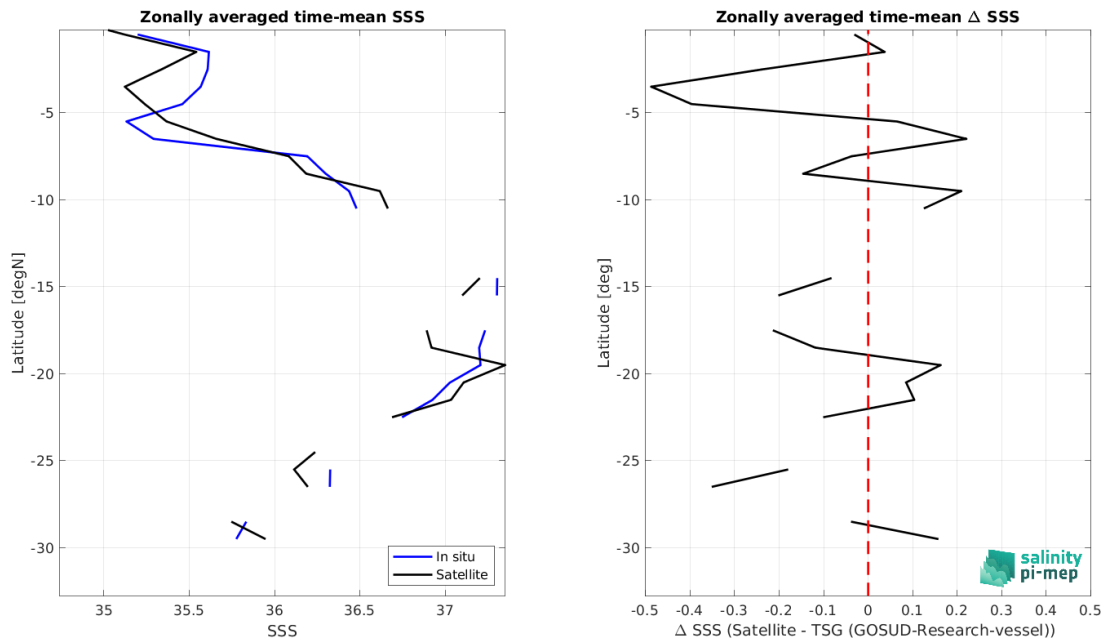 Zonally averaged time-mean SSS
-5
-10
-15
-20
-25
-30
Latitude [degN]
35
35.5
36
36.5
37
SSS
In situ
Satellite
Zonally averaged time-mean Δ SSS
-5
-10
-15
-20
-25
-30
Latitude [deg]
-0.5
-0.4
-0.3
-0.2
-0.1
0
0.1
0.2
0.3
0.4
0.5
Δ SSS (Satellite - TSG (GOSUD-Research-vessel))
salinity
pi-mep